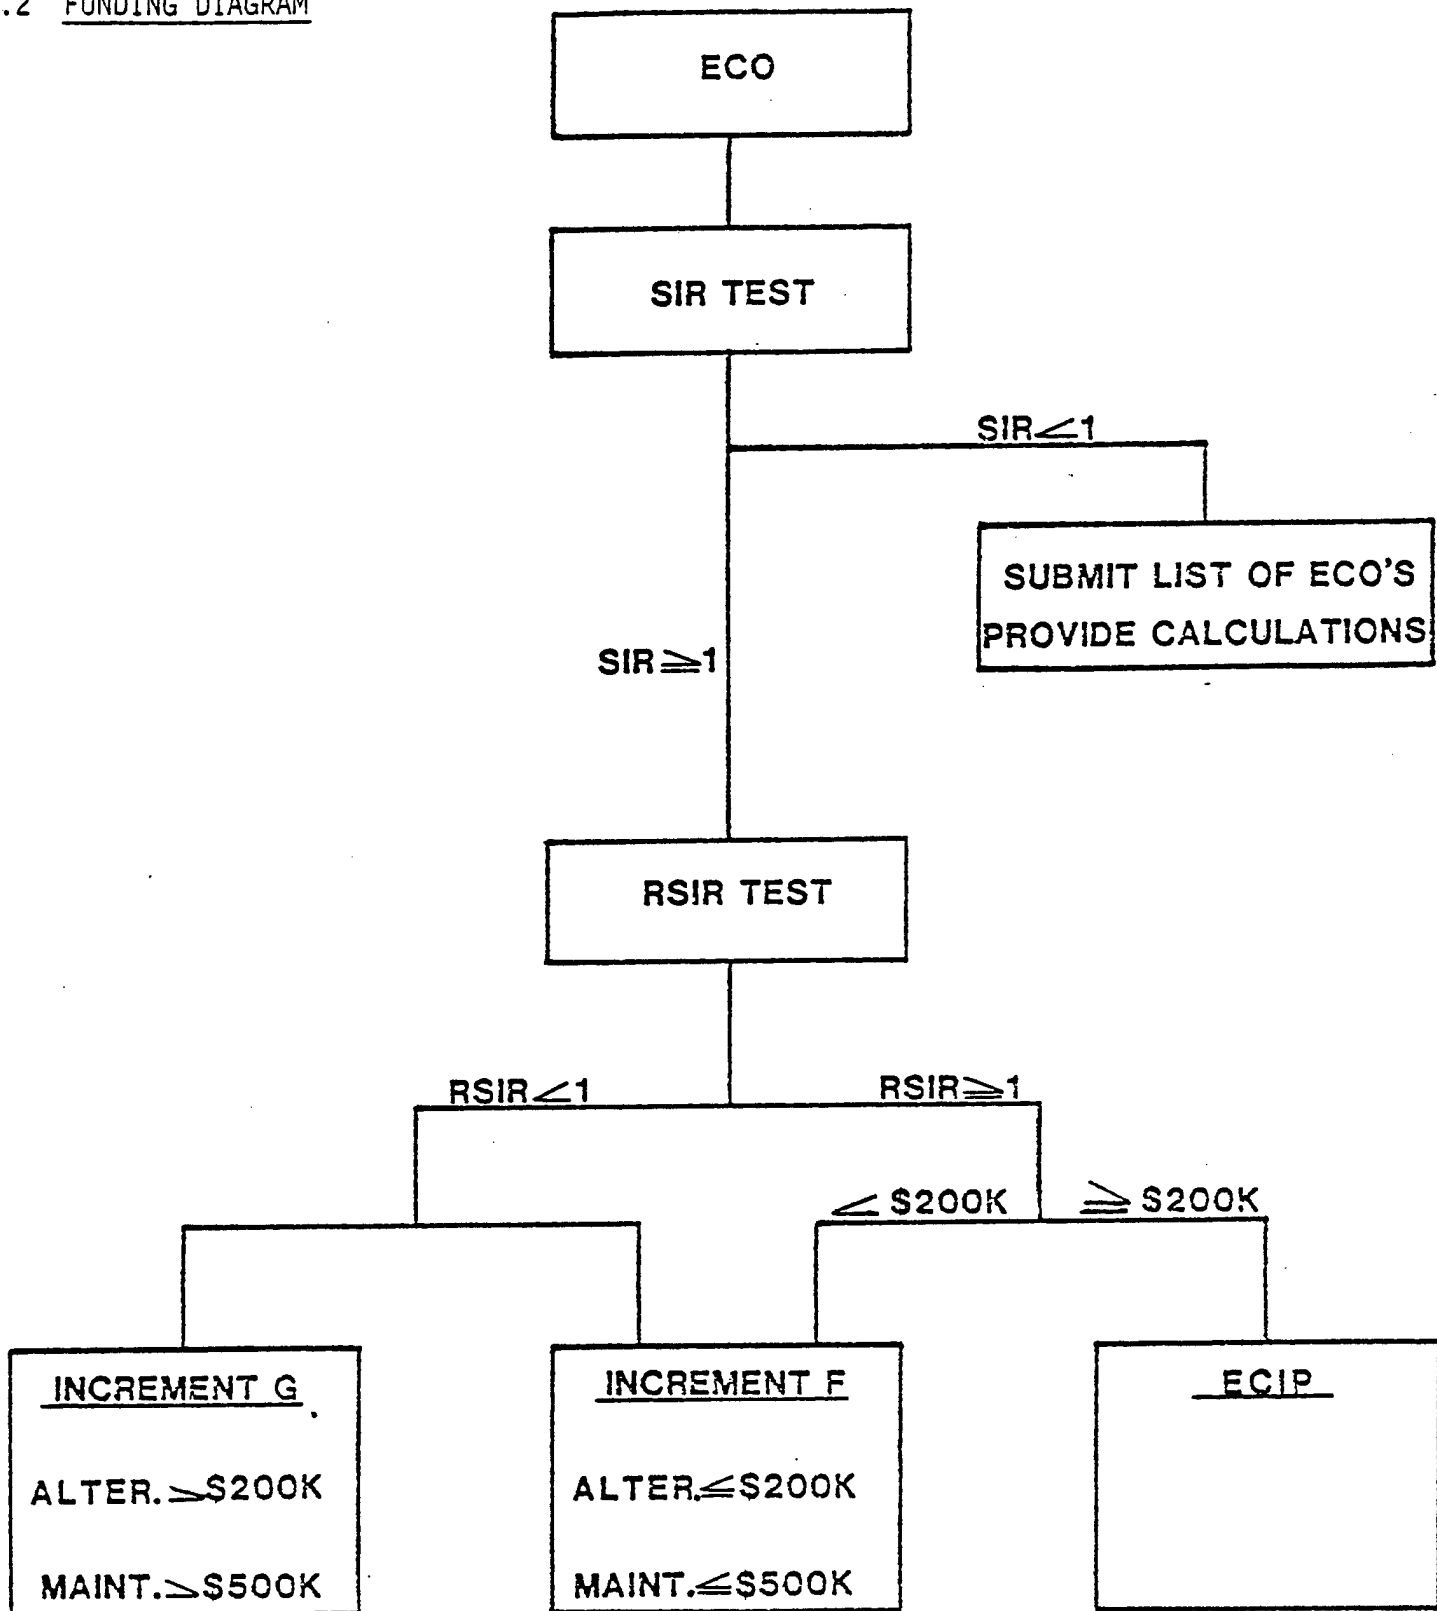 .2 FUNDING DIAGRAM
ECO
SIR TEST
SIR<1
SUBMIT LIST OF ECO'S
PROVIDE CALCULATIONS
SIR≧1
RSIR TEST
RSIR<1
RSIR≧1
≦ $200K
≧ $200K
INCREMENT G
ALTER.>$200K
MAINT.>$500K
INCREMENT F
ALTER.≦$200K
MAINT.≦$500K
ECIP